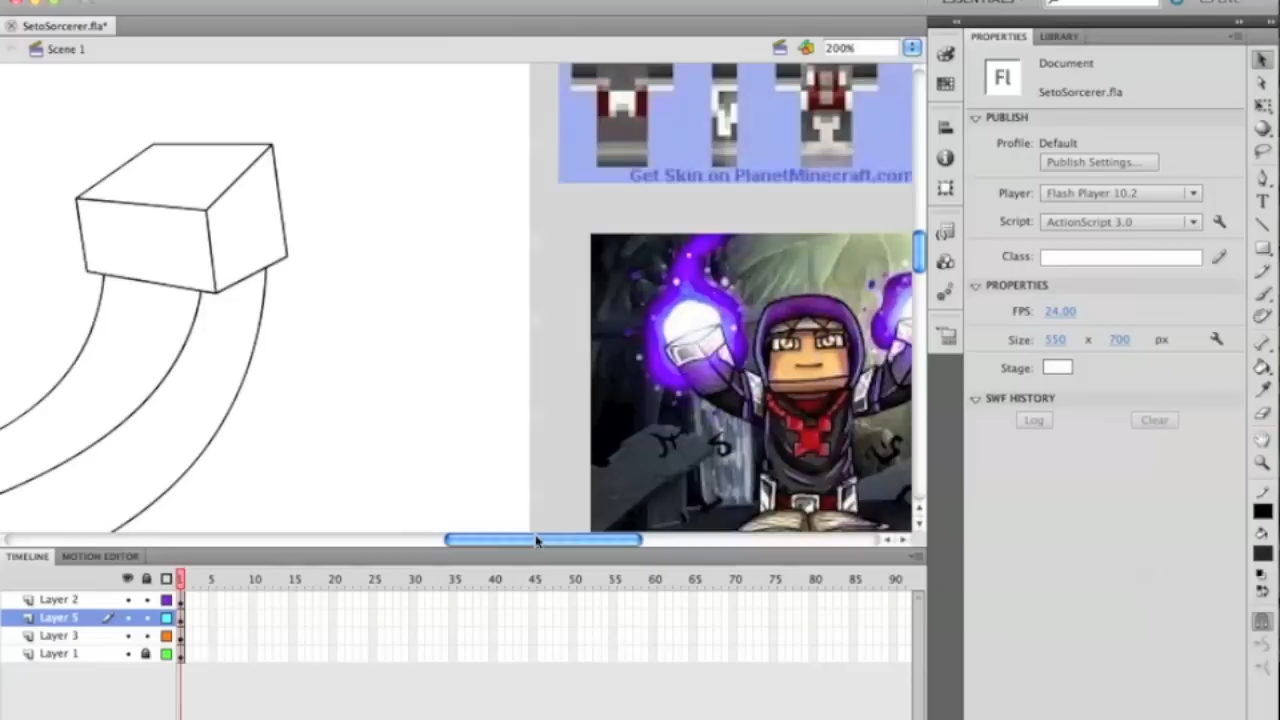 ESSENTIALS
SetoSorcerer.fla*
Scene 1
200%
PROPERTIES
LIBRARY
Fl
Document
SetoSorcerer.fla
PUBLISH
Profile: Default
Publish Settings...
Player: Flash Player 10.2
Script: ActionScript 3.0
Class:
PROPERTIES
FPS: 24.00
Size: 550 x 700 px
Stage:
SWF HISTORY
Log
Clear
Get Skin on PlanetMinecraft.com
TIMELINE
MOTION EDITOR
1 5 10 15 20 25 30 35 40 45 50 55 60 65 70 75 80 85 90
Layer 2
Layer 5
Layer 3
Layer 1
T